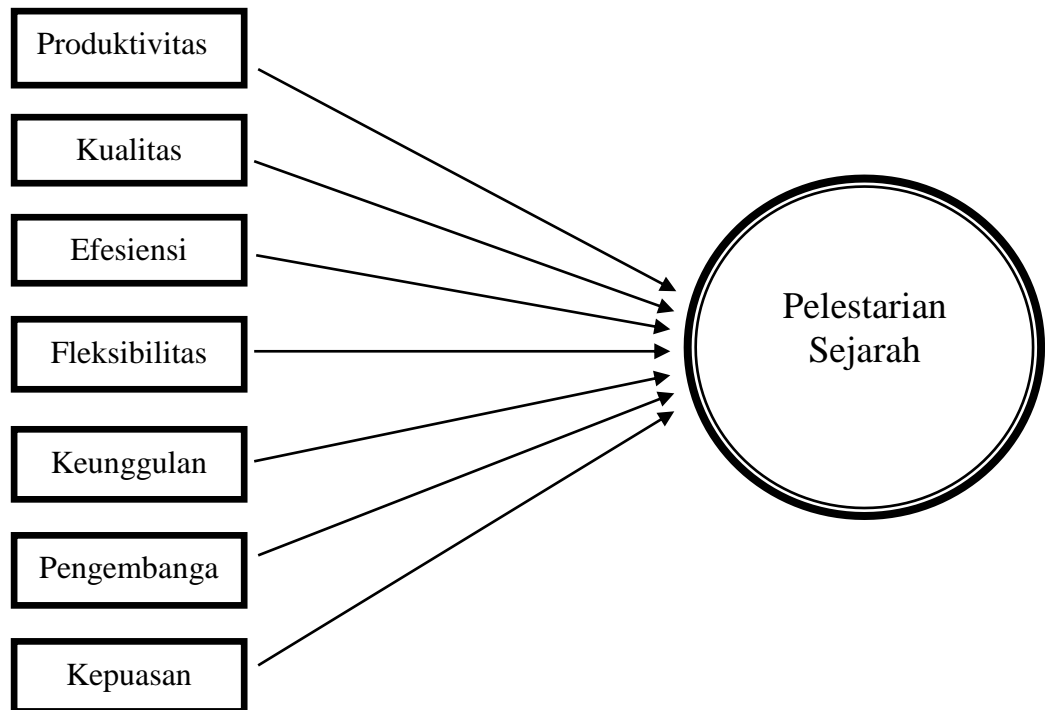 Produktivitas
Kualitas
Efesiensi
Fleksibilitas
Keunggulan
Pengembanga
Kepuasan
Pelestarian
Sejarah